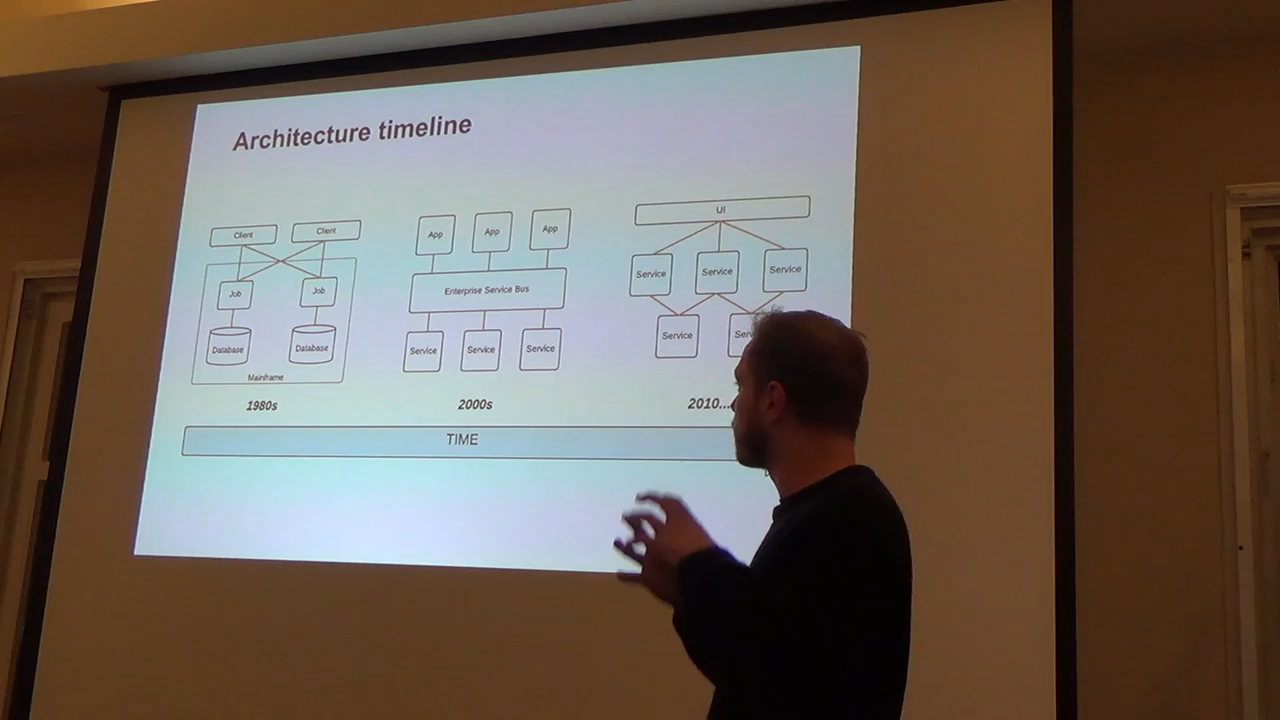 Architecture timeline
Client
Client
Job
Job
Database
Database
Mainframe
1980s
App
App
App
Enterprise Service Bus
Service
Service
Service
2000s
UI
Service
Service
Service
Service
2010...
TIME